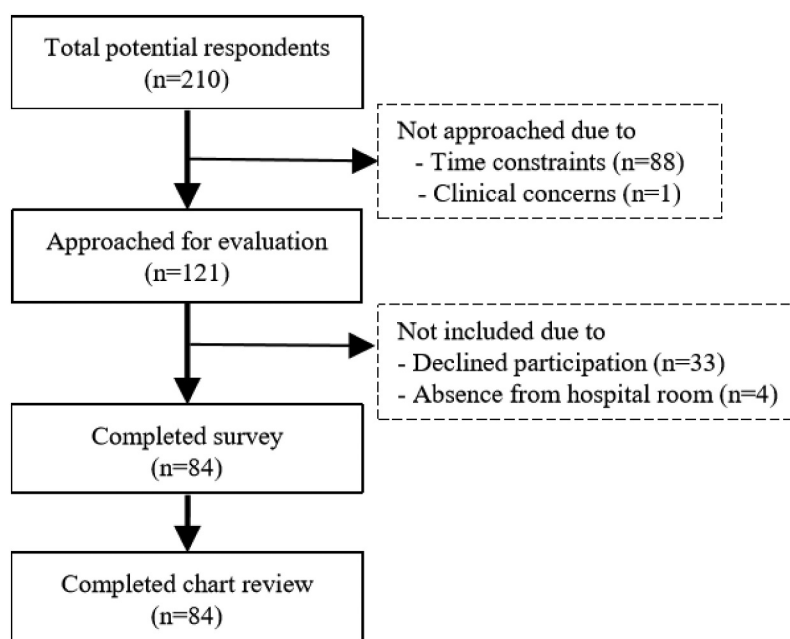 Total potential respondents
(n=210)
Not approached due to
- Time constraints (n=88)
- Clinical concerns (n=1)
Approached for evaluation
(n=121)
Not included due to
- Declined participation (n=33)
- Absence from hospital room (n=4)
Completed survey
(n=84)
Completed chart review
(n=84)